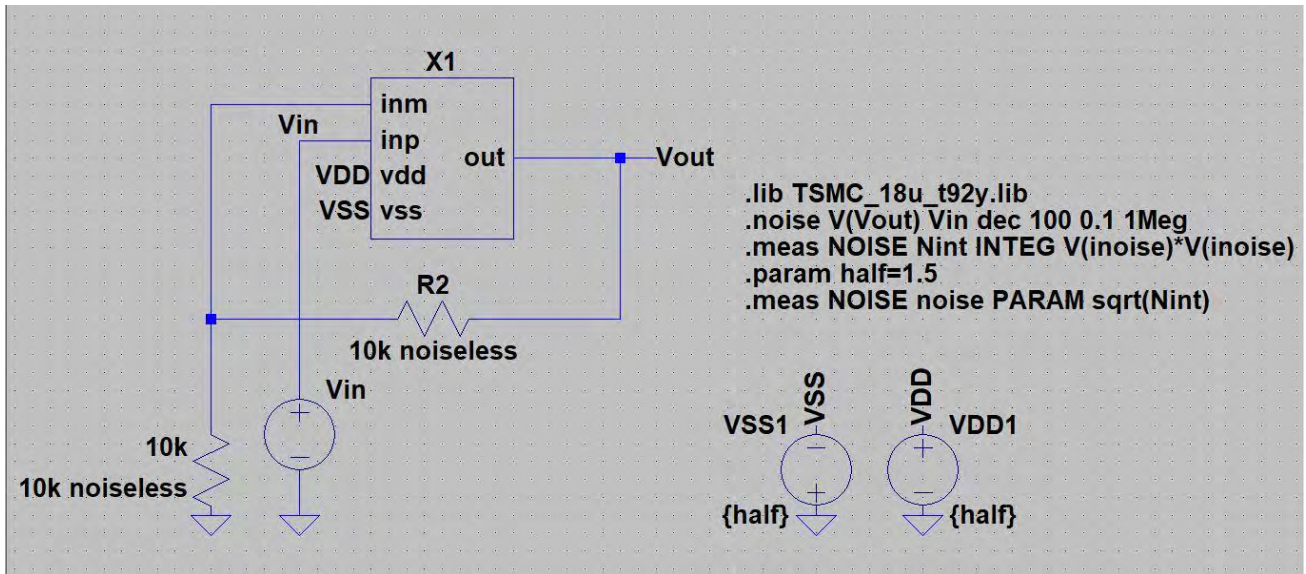 X1
inm
Vin
inp
out
Vout
VDD
vdd
VSS
vss
.lib TSMC_18u_t92y.lib
.noise V(Vout) Vin dec 100 0.1 1Meg
.meas NOISE Nint INTEG V(inoise)*V(inoise)
.param half=1.5
.meas NOISE noise PARAM sqrt(Nint)
R2
10k noiseless
Vin
10k
10k noiseless
VSS
VDD
VSS1
VDD1
{half}
{half}